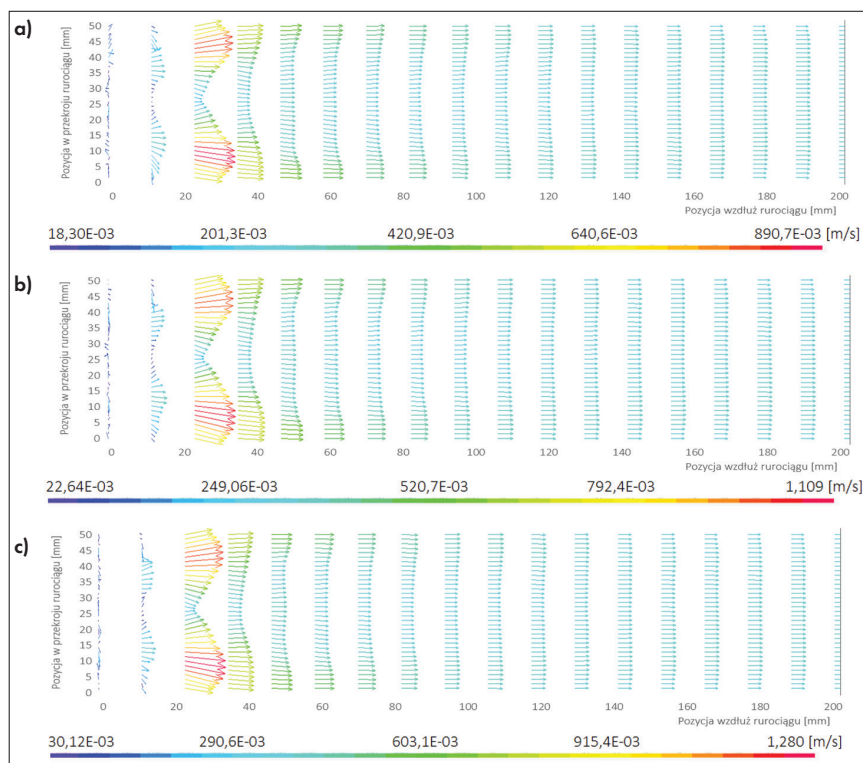 a)
Pozycja w przekroju rurociągu [mm]
50
45
40
35
30
25
20
15
10
5
0
0 20 40 60 80 100 120 140 160 180 200
Pozycja wzdłuż rurociągu [mm]
18,30E-03 201,3E-03 420,9E-03 640,6E-03 890,7E-03 [m/s]
b)
Pozycja w przekroju rurociągu [mm]
50
45
40
35
30
25
20
15
10
5
0
0 20 40 60 80 100 120 140 160 180 200
Pozycja wzdłuż rurociągu [mm]
22,64E-03 249,06E-03 520,7E-03 792,4E-03 1,109 [m/s]
c)
Pozycja w przekroju rurociągu [mm]
50
45
40
35
30
25
20
15
10
5
0
0 20 40 60 80 100 120 140 160 180 200
Pozycja wzdłuż rurociągu [mm]
30,12E-03 290,6E-03 603,1E-03 915,4E-03 1,280 [m/s]